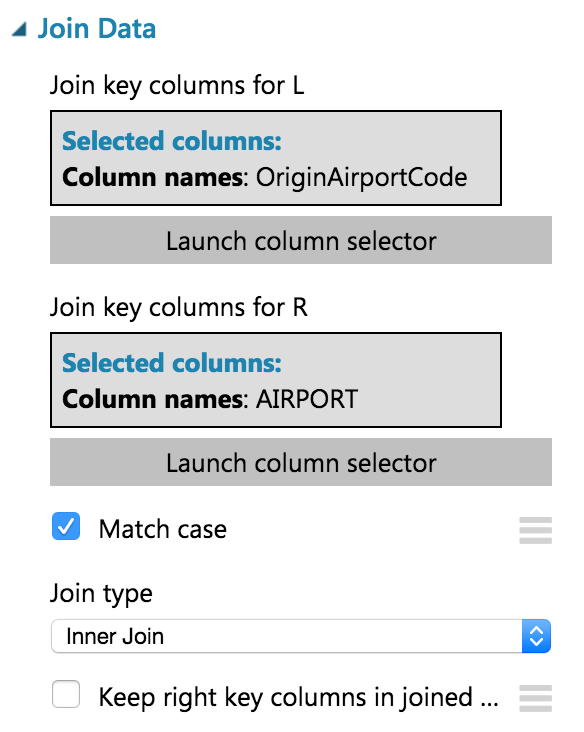 Join Data
Join key columns for L
Selected columns:
Column names: OriginAirportCode
Launch column selector
Join key columns for R
Selected columns:
Column names: AIRPORT
Launch column selector
Match case
Join type
Inner Join
Keep right key columns in joined ...